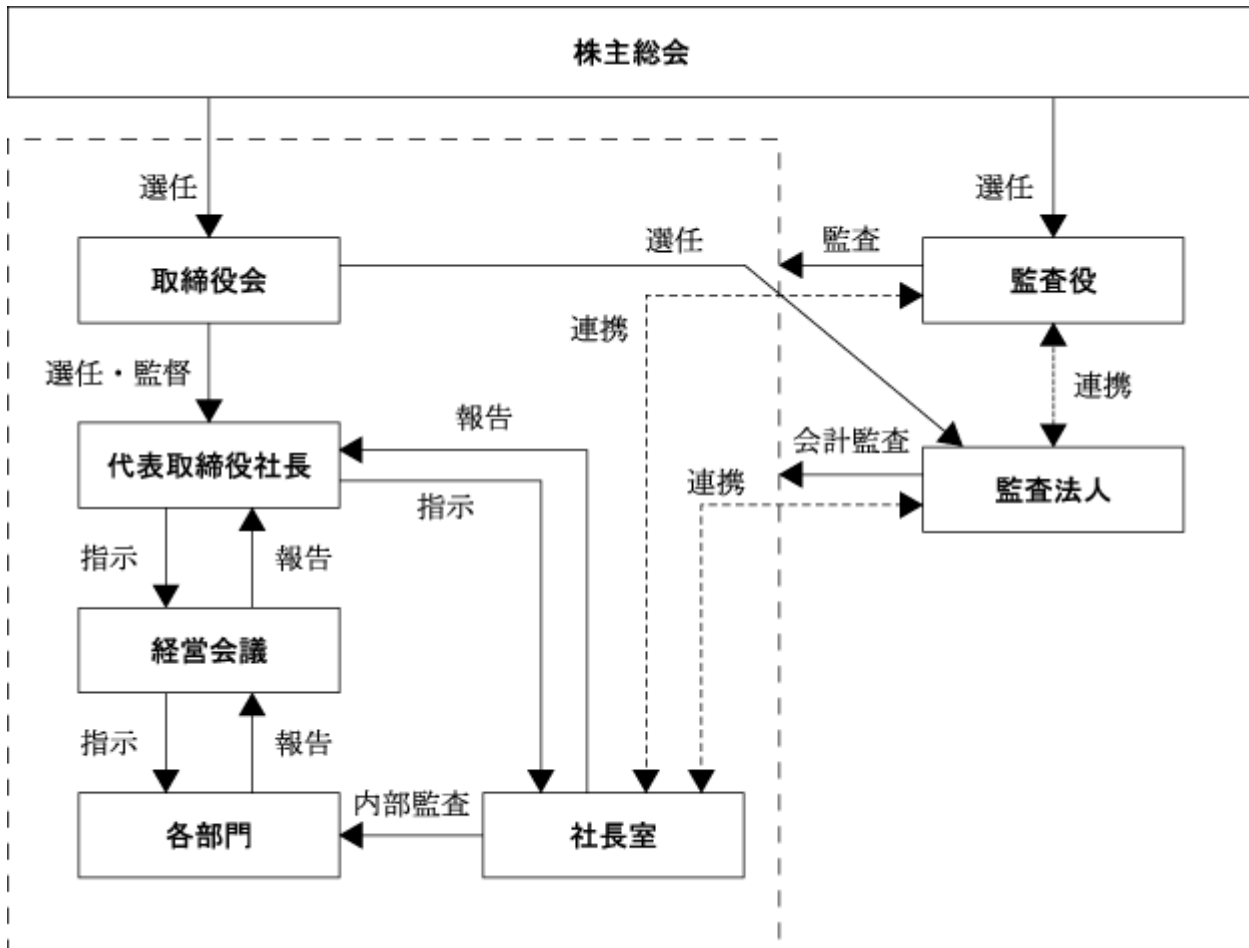 株主総会
選任
選任
取締役会
選任
監査
監査役
連携
選任・監督
連携
報告
代表取締役社長
指示
会計監査
連携
監査法人
指示
報告
経営会議
指示
報告
内部監査
各部門
社長室